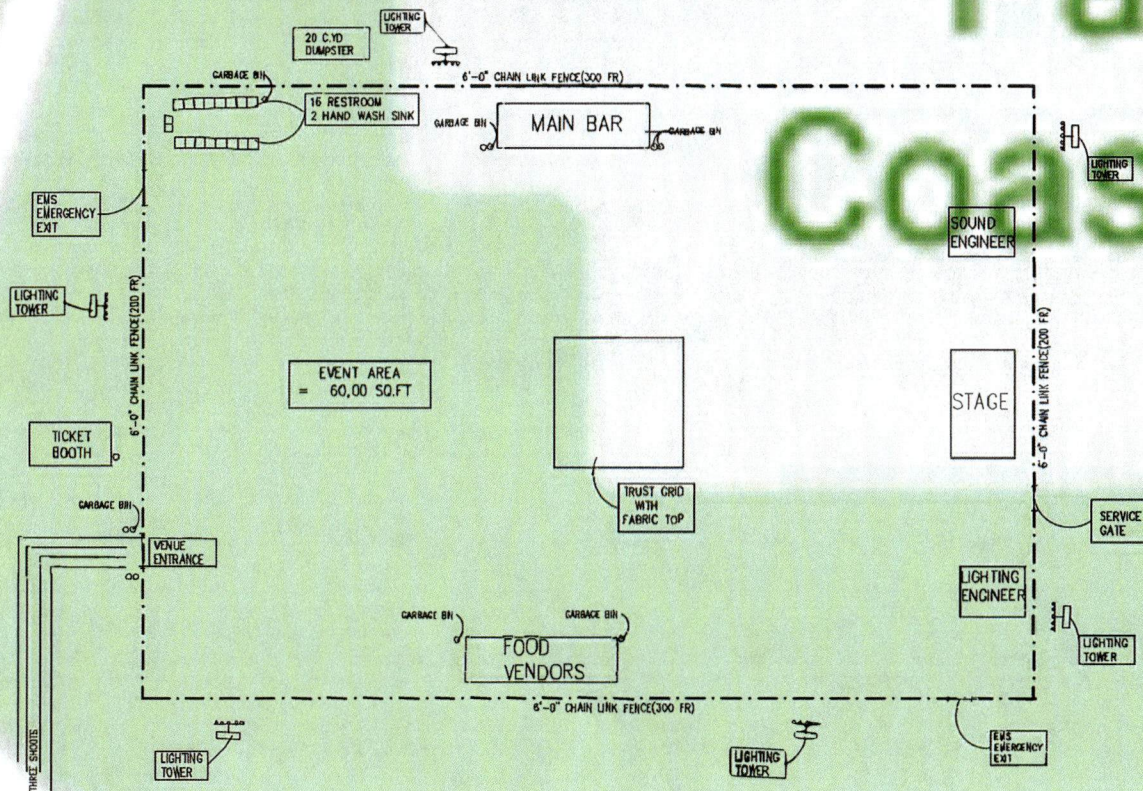 LIGHTING
TOWER
20 C.YD
DUMPSTER
GARBAGE BIN
6'-0" CHAIN LINK FENCE(300 FR)
16 RESTROOM
2 HAND WASH SINK
GARBAGE BIN
MAIN BAR
GARBAGE BIN
Coas
LIGHTING
TOWER
EMS
EMERGENCY
EXIT
SOUND
ENGINEER
LIGHTING
TOWER
6'-0" CHAIN LINK FENCE(200 FR)
EVENT AREA
= 60,00 SQ.FT
STAGE
6'-0" CHAIN LINK FENCE(200 FR)
TICKET
BOOTH
TRUST GRID
WITH
FABRIC TOP
GARBAGE BIN
SERVICE
GATE
VENUE
ENTRANCE
LIGHTING
ENGINEER
GARBAGE BIN
GARBAGE BIN
FOOD
VENDORS
LIGHTING
TOWER
6'-0" CHAIN LINK FENCE(300 FR)
THREE SHOOTS
LIGHTING
TOWER
LIGHTING
TOWER
EMS
EMERGENCY
EXIT